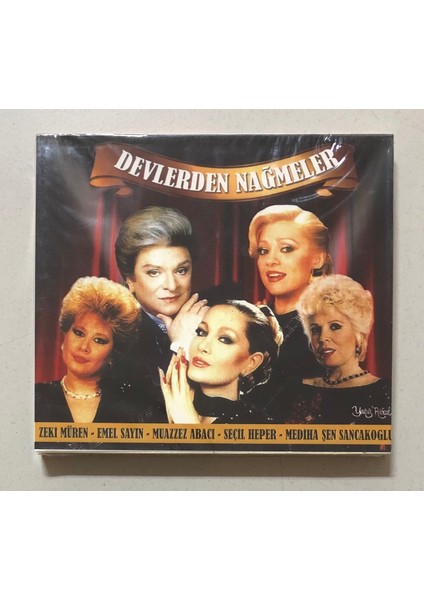 DEVLERDEN NAĞMELER
ZEKİ MÜREN - EMEL SAYIN - MUAZZEZ ABACI - SEÇİL HEPER - MEDİHA ŞEN SANCAKOĞLU